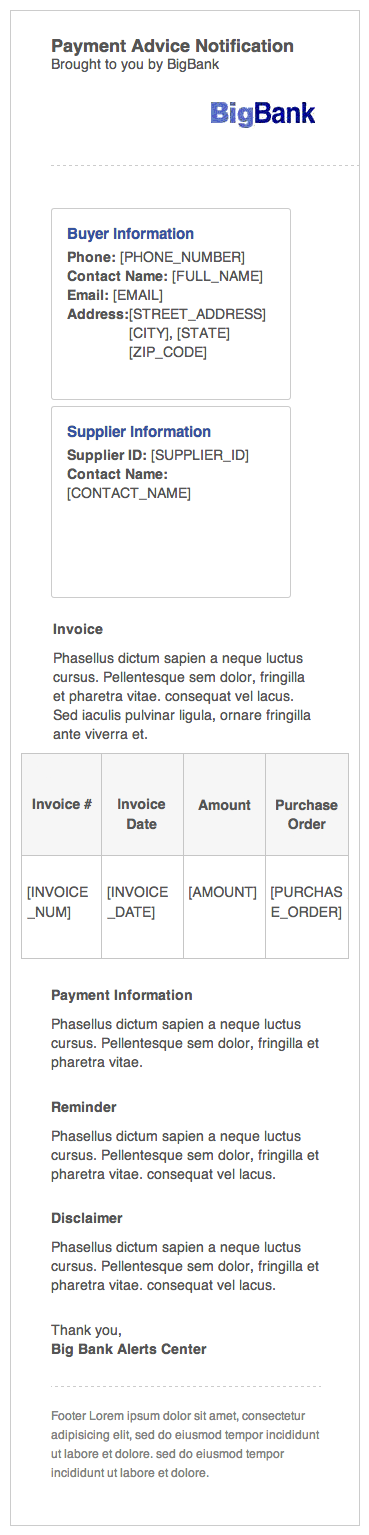 Payment Advice Notification
Brought to you by BigBank
BigBank
Buyer Information
Phone: [PHONE_NUMBER]
Contact Name: [FULL_NAME]
Email: [EMAIL]
Address:[STREET_ADDRESS]
[CITY], [STATE]
[ZIP_CODE]
Supplier Information
Supplier ID: [SUPPLIER_ID]
Contact Name:
[CONTACT_NAME]
Invoice
Phasellus dictum sapien a neque luctus
cursus. Pellentesque sem dolor, fringilla
et pharetra vitae. consequat vel lacus.
Sed iaculis pulvinar ligula, ornare fringilla
ante viverra et.
Invoice # Invoice Amount Purchase
Date Order
[INVOICE [INVOICE [AMOUNT] [PURCHAS
_NUM] _DATE] E_ORDER]
Payment Information
Phasellus dictum sapien a neque luctus
cursus. Pellentesque sem dolor, fringilla et
pharetra vitae.
Reminder
Phasellus dictum sapien a neque luctus
cursus. Pellentesque sem dolor, fringilla et
pharetra vitae. consequat vel lacus.
Disclaimer
Phasellus dictum sapien a neque luctus
cursus. Pellentesque sem dolor, fringilla et
pharetra vitae. consequat vel lacus.
Thank you,
Big Bank Alerts Center
Footer Lorem ipsum dolor sit amet, consectetur
adipisicing elit, sed do eiusmod tempor incididunt
ut labore et dolore. sed do eiusmod tempor
incididunt ut labore et dolore.